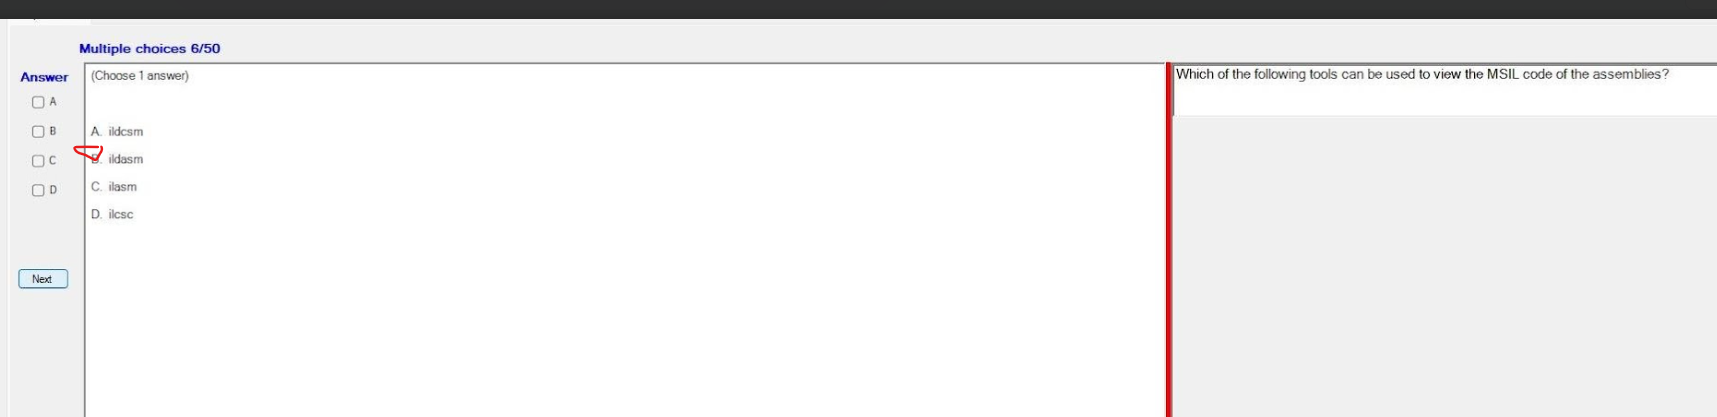 Multiple choices 6/50
Answer
(Choose 1 answer)
Which of the following tools can be used to view the MSIL code of the assemblies?
A
B
C
D
A. ildcsm
B. ildasm
C. ilasm
D. ilcsc
Next